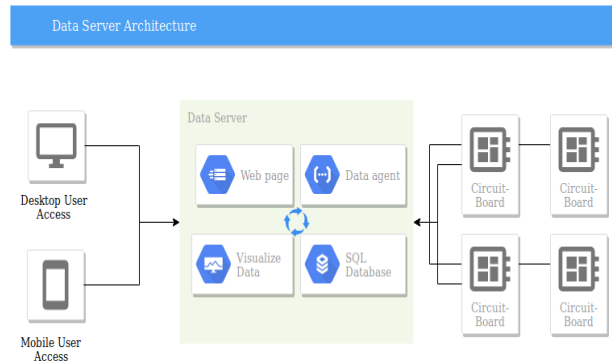 Data Server Architecture
Data Server
Web page
Data agent
Visualize
Data
SQL
Database
Desktop User
Access
Mobile User
Access
Circuit-
Board
Circuit-
Board
Circuit-
Board
Circuit-
Board